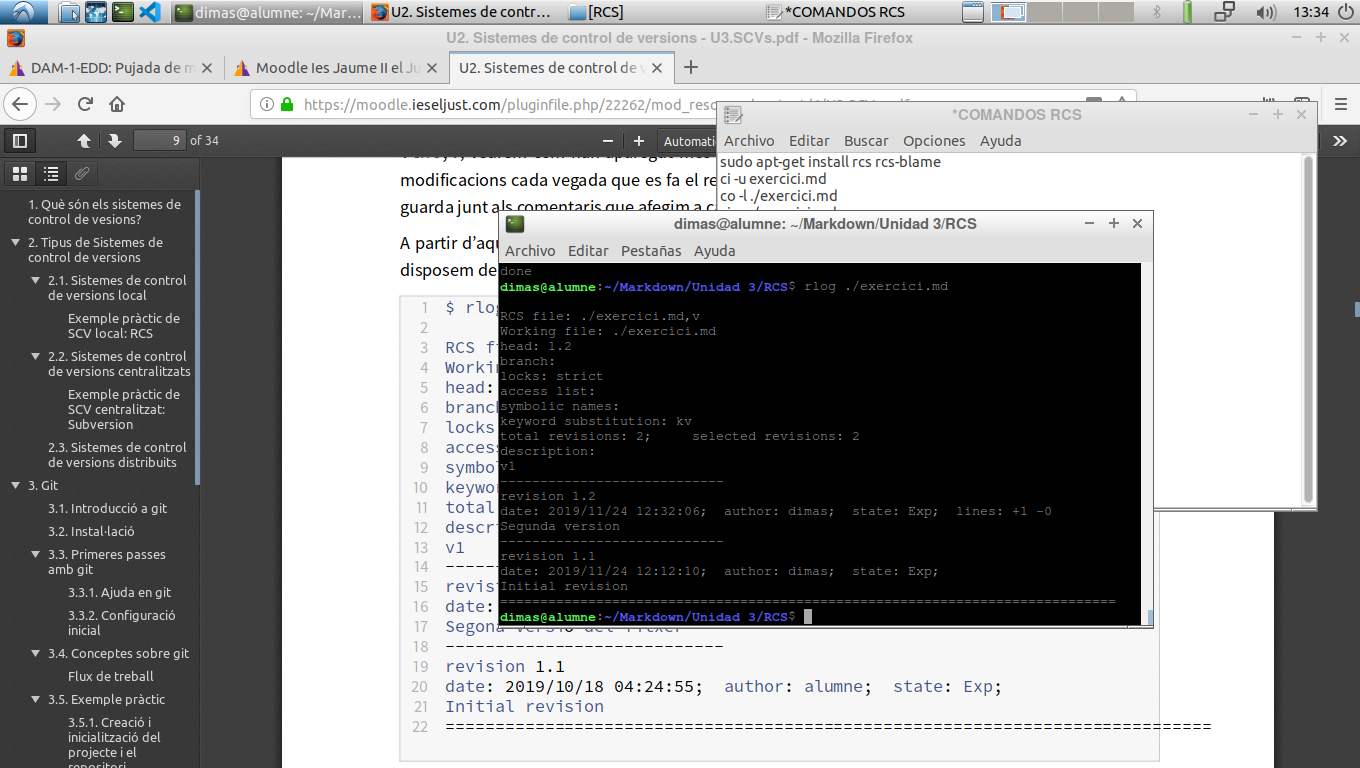 dimas@alumne: ~/Mar...
U2. Sistemes de contr...
[RCS]
*COMANDOS RCS
13:34
U2. Sistemes de control de versions - U3.SCVs.pdf - Mozilla Firefox
DAM-1-EDD: Pujada de m
Moodle Ies Jaume II el Ju
U2. Sistemes de control de v
https://moodle.ieseljust.com/pluginfile.php/22262/mod_reso
9 of 34
Automati
1. Què són els sistemes de
control de vesions?
2. Tipus de Sistemes de
control de versions
2.1. Sistemes de control
de versions local
Exemple pràctic de
SCV local: RCS
2.2. Sistemes de control
de versions centralitzats
Exemple pràctic de
SCV centralitzat:
Subversion
2.3. Sistemes de control
de versions distribuits
3. Git
3.1. Introducció a git
3.2. Instal·lació
3.3. Primeres passes
amb git
3.3.1. Ajuda en git
3.3.2. Configuració
inicial
3.4. Conceptes sobre git
Flux de treball
3.5. Exemple pràctic
3.5.1. Creació i
inicialització del
projecte i el
repositori
modificacions cada vegada que es fa el re
guarda junt als comentaris que afegim a ca
A partir d'aqu
disposem de
1 $ rlog
2
3 RCS fi
4 Workin
5 head:
6 branch
7 locks
8 access
9 symbol
10 keywor
11 total
12 descri
13 v1
14 ----
15 revisi
16 date:
17 Segona versió del fitxer
18 ----------------------------
19 revision 1.1
20 date: 2019/10/18 04:24:55;  author: alumne;  state: Exp;
21 Initial revision
22 =============================================================================
*COMANDOS RCS
Archivo Editar Buscar Opciones Ayuda
sudo apt-get install rcs rcs-blame
ci -u exercici.md
co -l ./exercici.md
dimas@alumne: ~/Markdown/Unidad 3/RCS
Archivo Editar Pestañas Ayuda
done
dimas@alumne:~/Markdown/Unidad 3/RCS$ rlog ./exercici.md
RCS file: ./exercici.md,v
Working file: ./exercici.md
head: 1.2
branch:
locks: strict
access list:
symbolic names:
keyword substitution: kv
total revisions: 2;     selected revisions: 2
description:
v1
----------------------------
revision 1.2
date: 2019/11/24 12:32:06;  author: dimas;  state: Exp;  lines: +1 -0
Segunda version
----------------------------
revision 1.1
date: 2019/11/24 12:12:10;  author: dimas;  state: Exp;
Initial revision
=============================================================================
dimas@alumne:~/Markdown/Unidad 3/RCS$